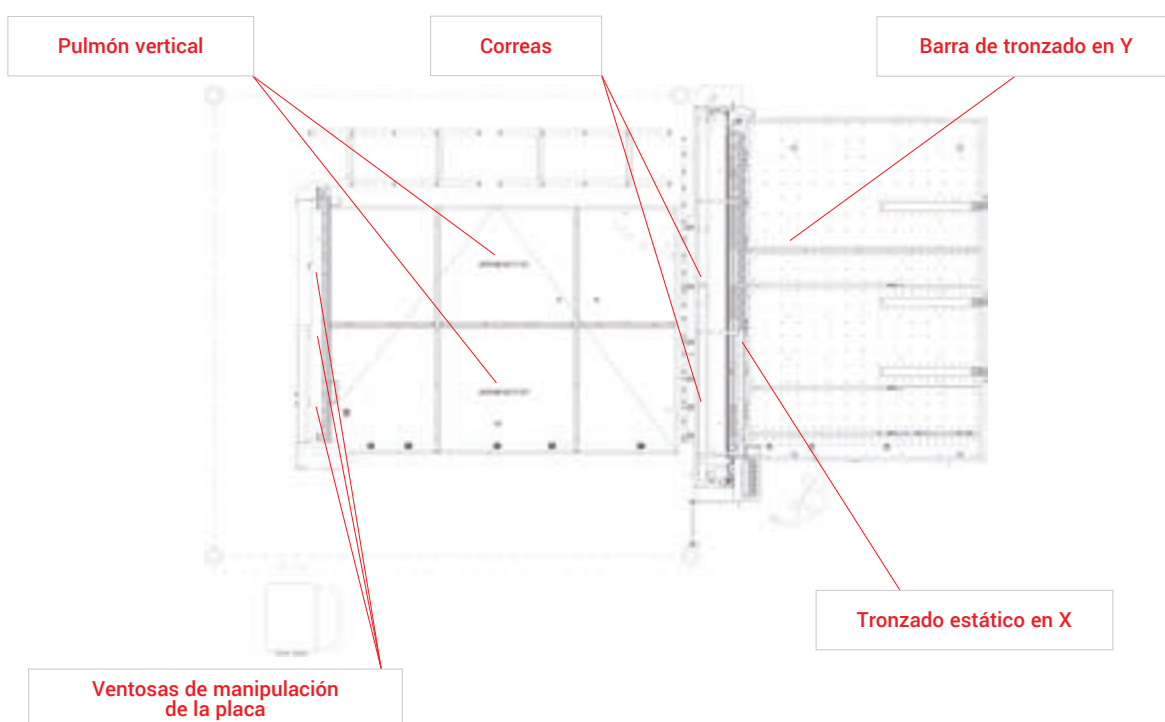 Pulmón vertical
Correas
Barra de tronzado en Y
Tronzado estático en X
Ventosas de manipulación
de la placa